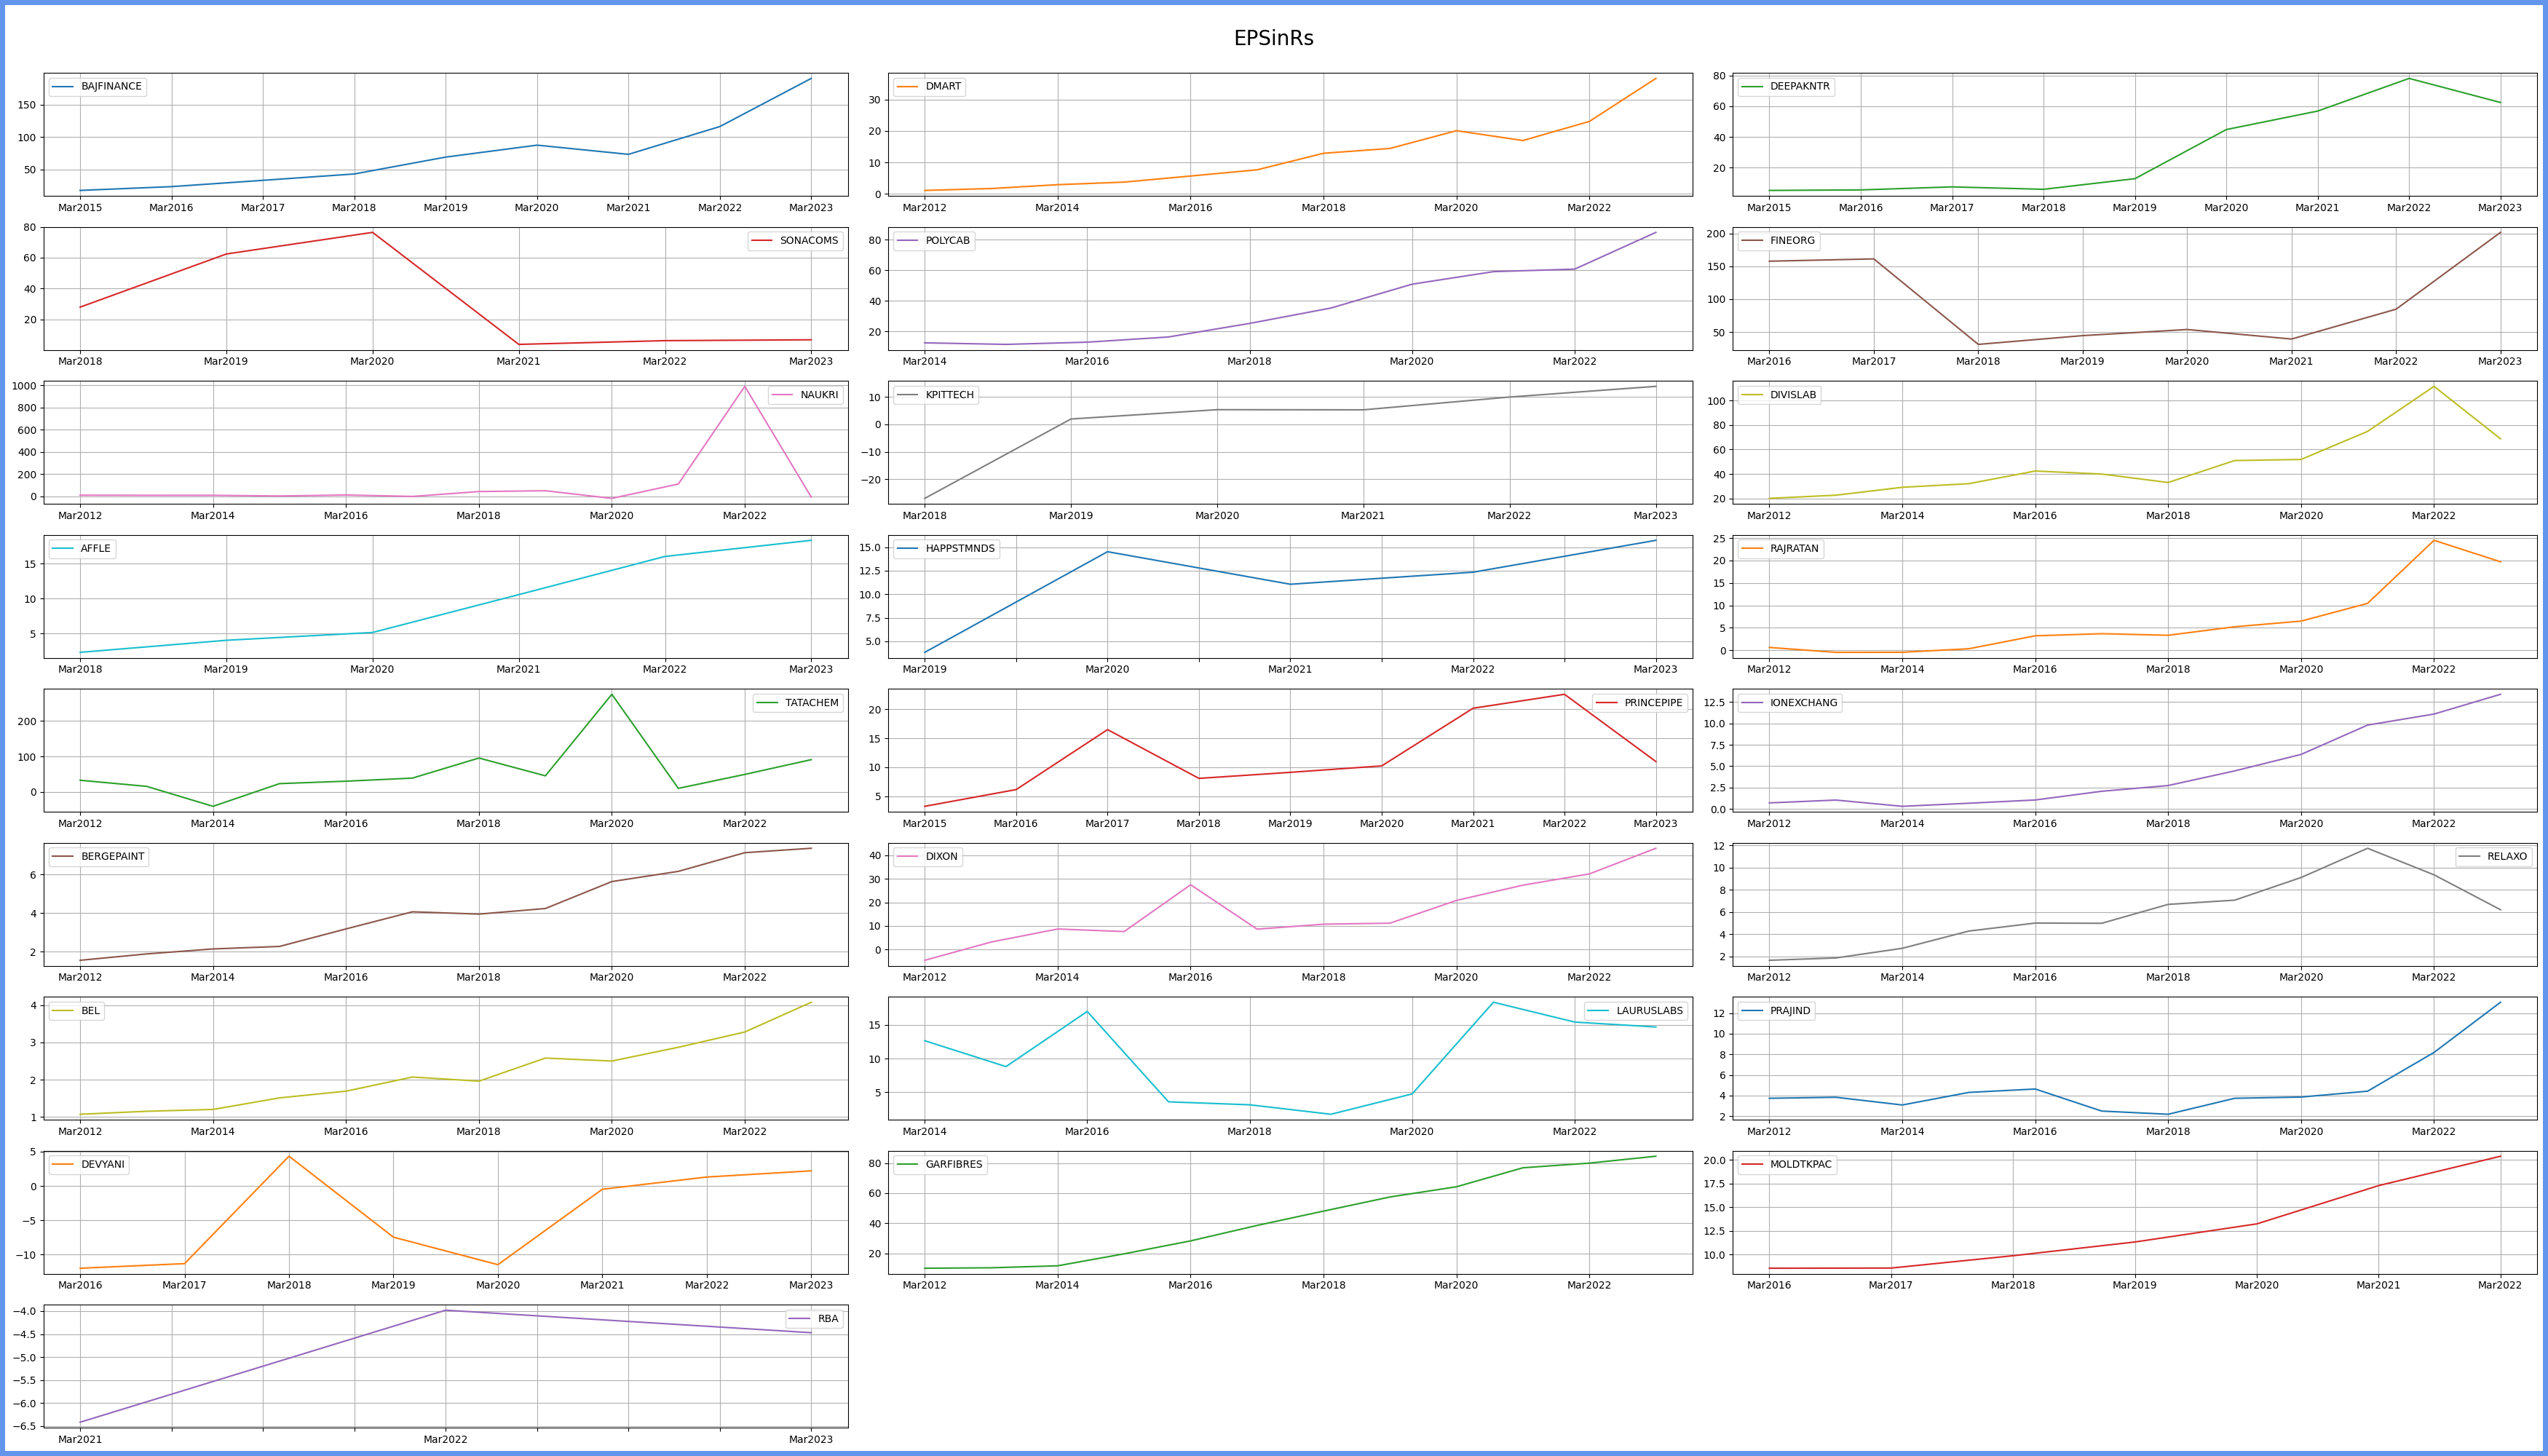 EPSinRs
BAJFINANCE
150
100
50
Mar2015 Mar2016 Mar2017 Mar2018 Mar2019 Mar2020 Mar2021 Mar2022 Mar2023
DMART
30
20
10
0
Mar2012 Mar2014 Mar2016 Mar2018 Mar2020 Mar2022
DEEPAKNTR
80
60
40
20
Mar2015 Mar2016 Mar2017 Mar2018 Mar2019 Mar2020 Mar2021 Mar2022 Mar2023
SONACOMS
80
60
40
20
Mar2018 Mar2019 Mar2020 Mar2021 Mar2022 Mar2023
POLYCAB
80
60
40
20
Mar2014 Mar2016 Mar2018 Mar2020 Mar2022
FINEORG
200
150
100
50
Mar2016 Mar2017 Mar2018 Mar2019 Mar2020 Mar2021 Mar2022 Mar2023
NAUKRI
1000
800
600
400
200
0
Mar2012 Mar2014 Mar2016 Mar2018 Mar2020 Mar2022
KPITTECH
10
0
−10
−20
Mar2018 Mar2019 Mar2020 Mar2021 Mar2022 Mar2023
DIVISLAB
100
80
60
40
20
Mar2012 Mar2014 Mar2016 Mar2018 Mar2020 Mar2022
AFFLE
15
10
5
Mar2018 Mar2019 Mar2020 Mar2021 Mar2022 Mar2023
HAPPSTMNDS
15.0
12.5
10.0
7.5
5.0
Mar2019 Mar2020 Mar2021 Mar2022 Mar2023
RAJRATAN
25
20
15
10
5
0
Mar2012 Mar2014 Mar2016 Mar2018 Mar2020 Mar2022
TATACHEM
200
100
0
Mar2012 Mar2014 Mar2016 Mar2018 Mar2020 Mar2022
PRINCEPIPE
20
15
10
5
Mar2015 Mar2016 Mar2017 Mar2018 Mar2019 Mar2020 Mar2021 Mar2022 Mar2023
IONEXCHANG
12.5
10.0
7.5
5.0
2.5
0.0
Mar2012 Mar2014 Mar2016 Mar2018 Mar2020 Mar2022
BERGEPAINT
6
4
2
Mar2012 Mar2014 Mar2016 Mar2018 Mar2020 Mar2022
DIXON
40
30
20
10
0
Mar2012 Mar2014 Mar2016 Mar2018 Mar2020 Mar2022
RELAXO
12
10
8
6
4
2
Mar2012 Mar2014 Mar2016 Mar2018 Mar2020 Mar2022
BEL
4
3
2
1
Mar2012 Mar2014 Mar2016 Mar2018 Mar2020 Mar2022
LAURUSLABS
15
10
5
Mar2014 Mar2016 Mar2018 Mar2020 Mar2022
PRAJIND
12
10
8
6
4
2
Mar2012 Mar2014 Mar2016 Mar2018 Mar2020 Mar2022
DEVYANI
5
0
−5
−10
Mar2016 Mar2017 Mar2018 Mar2019 Mar2020 Mar2021 Mar2022 Mar2023
GARFIBRES
80
60
40
20
Mar2012 Mar2014 Mar2016 Mar2018 Mar2020 Mar2022
MOLDTKPAC
20.0
17.5
15.0
12.5
10.0
Mar2016 Mar2017 Mar2018 Mar2019 Mar2020 Mar2021 Mar2022
RBA
−4.0
−4.5
−5.0
−5.5
−6.0
−6.5
Mar2021 Mar2022 Mar2023